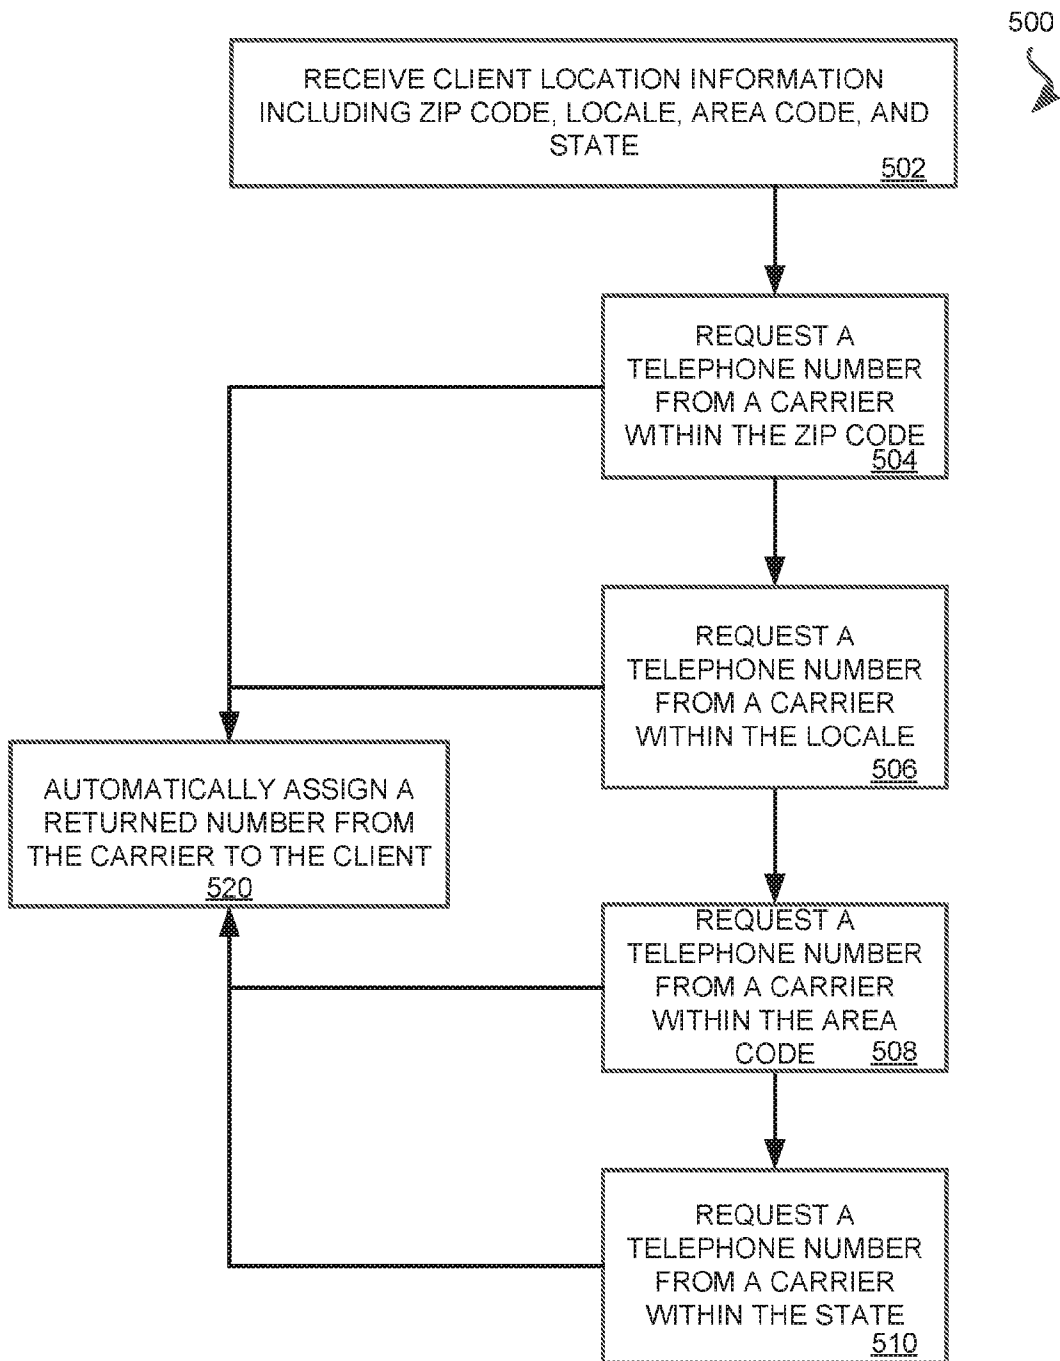 500
RECEIVE CLIENT LOCATION INFORMATION
INCLUDING ZIP CODE, LOCALE, AREA CODE, AND
STATE
502
REQUEST A
TELEPHONE NUMBER
FROM A CARRIER
WITHIN THE ZIP CODE
504
REQUEST A
TELEPHONE NUMBER
FROM A CARRIER
WITHIN THE LOCALE
506
AUTOMATICALLY ASSIGN A
RETURNED NUMBER FROM
THE CARRIER TO THE CLIENT
520
REQUEST A
TELEPHONE NUMBER
FROM A CARRIER
WITHIN THE AREA
CODE 508
REQUEST A
TELEPHONE NUMBER
FROM A CARRIER
WITHIN THE STATE
510